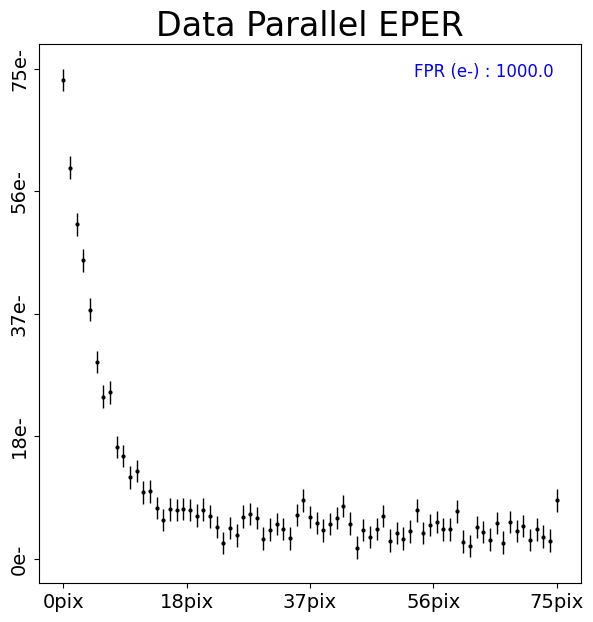 Data Parallel EPER
FPR (e-) : 1000.0
75e-
56e-
37e-
18e-
0e-
0pix 18pix 37pix 56pix 75pix